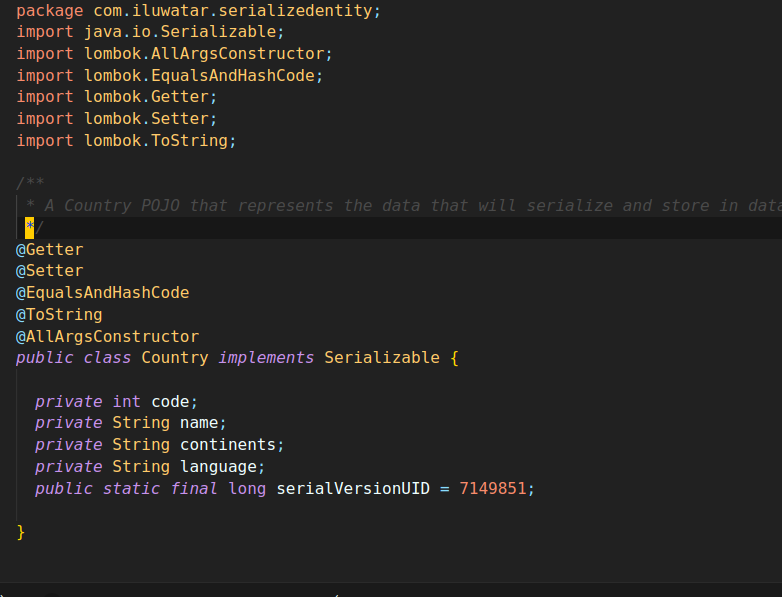 package com.iluwatar.serializedentity;
import java.io.Serializable;
import lombok.AllArgsConstructor;
import lombok.EqualsAndHashCode;
import lombok.Getter;
import lombok.Setter;
import lombok.ToString;
/**
* A Country POJO that represents the data that will serialize and store in data
*/
@Getter
@Setter
@EqualsAndHashCode
@ToString
@AllArgsConstructor
public class Country implements Serializable {
private int code;
private String name;
private String continents;
private String language;
public static final long serialVersionUID = 7149851;
}